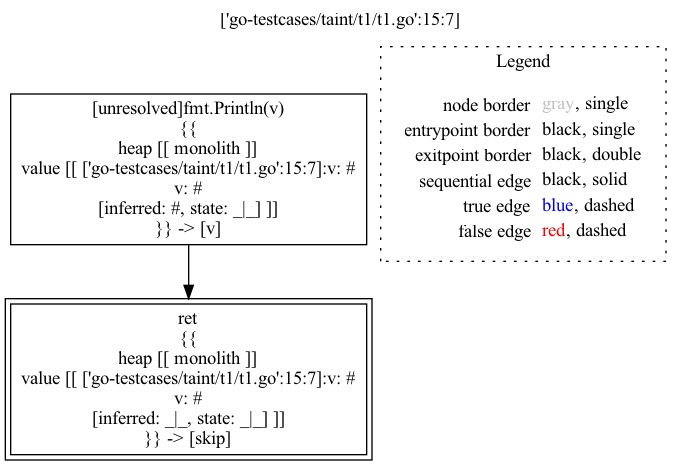 ['go-testcases/taint/t1/t1.go':15:7]
[unresolved]fmt.Println(v)
{{
heap [[ monolith ]]
value [[ ['go-testcases/taint/t1/t1.go':15:7]:v: #
v: #
[inferred: #, state: _|_] ]]
}} -> [v]
ret
{{
heap [[ monolith ]]
value [[ ['go-testcases/taint/t1/t1.go':15:7]:v: #
v: #
[inferred: _|_, state: _|_] ]]
}} -> [skip]
Legend
node border gray, single
entrypoint border black, single
exitpoint border black, double
sequential edge black, solid
true edge blue, dashed
false edge red, dashed